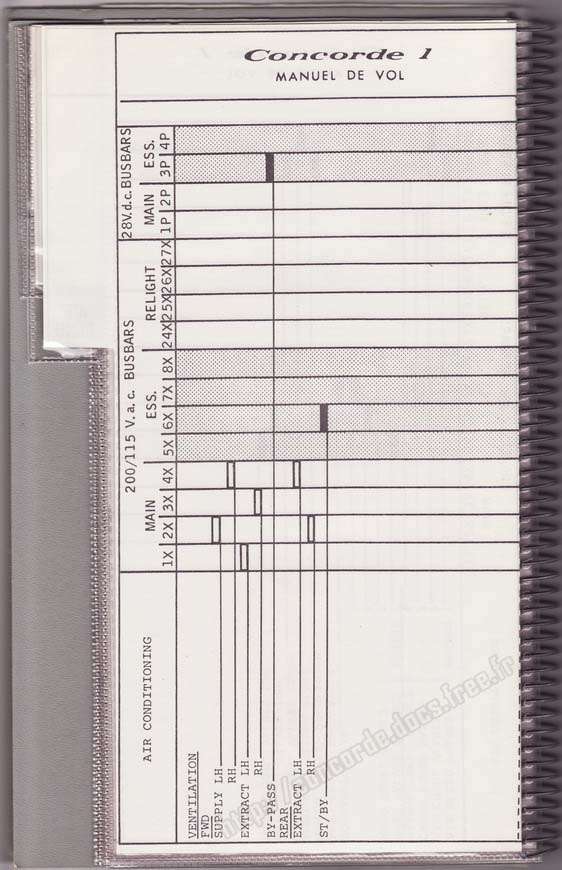 Concorde 1
MANUEL DE VOL
28V.d.c. BUSBARS
ESS.
4P
3P
MAIN
2P
1P
200/115 V.a.c. BUSBARS
RELIGHT
27X
26X
25X
24X
ESS.
8X
7X
6X
5X
MAIN
4X
3X
2X
1X
AIR CONDITIONING
VENTILATION
FWD
SUPPLY LH
RH
EXTRACT LH
RH
BY-PASS
REAR
EXTRACT LH
RH
ST/BY
http://concorde.docs.free.fr